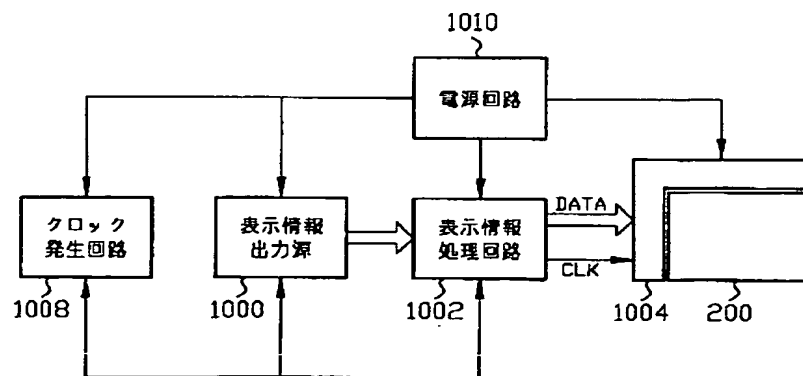 1010
電源回路
クロック
発生回路
表示情報
出力源
表示情報
処理回路
DATA
CLK
1008
1000
1002
1004
200